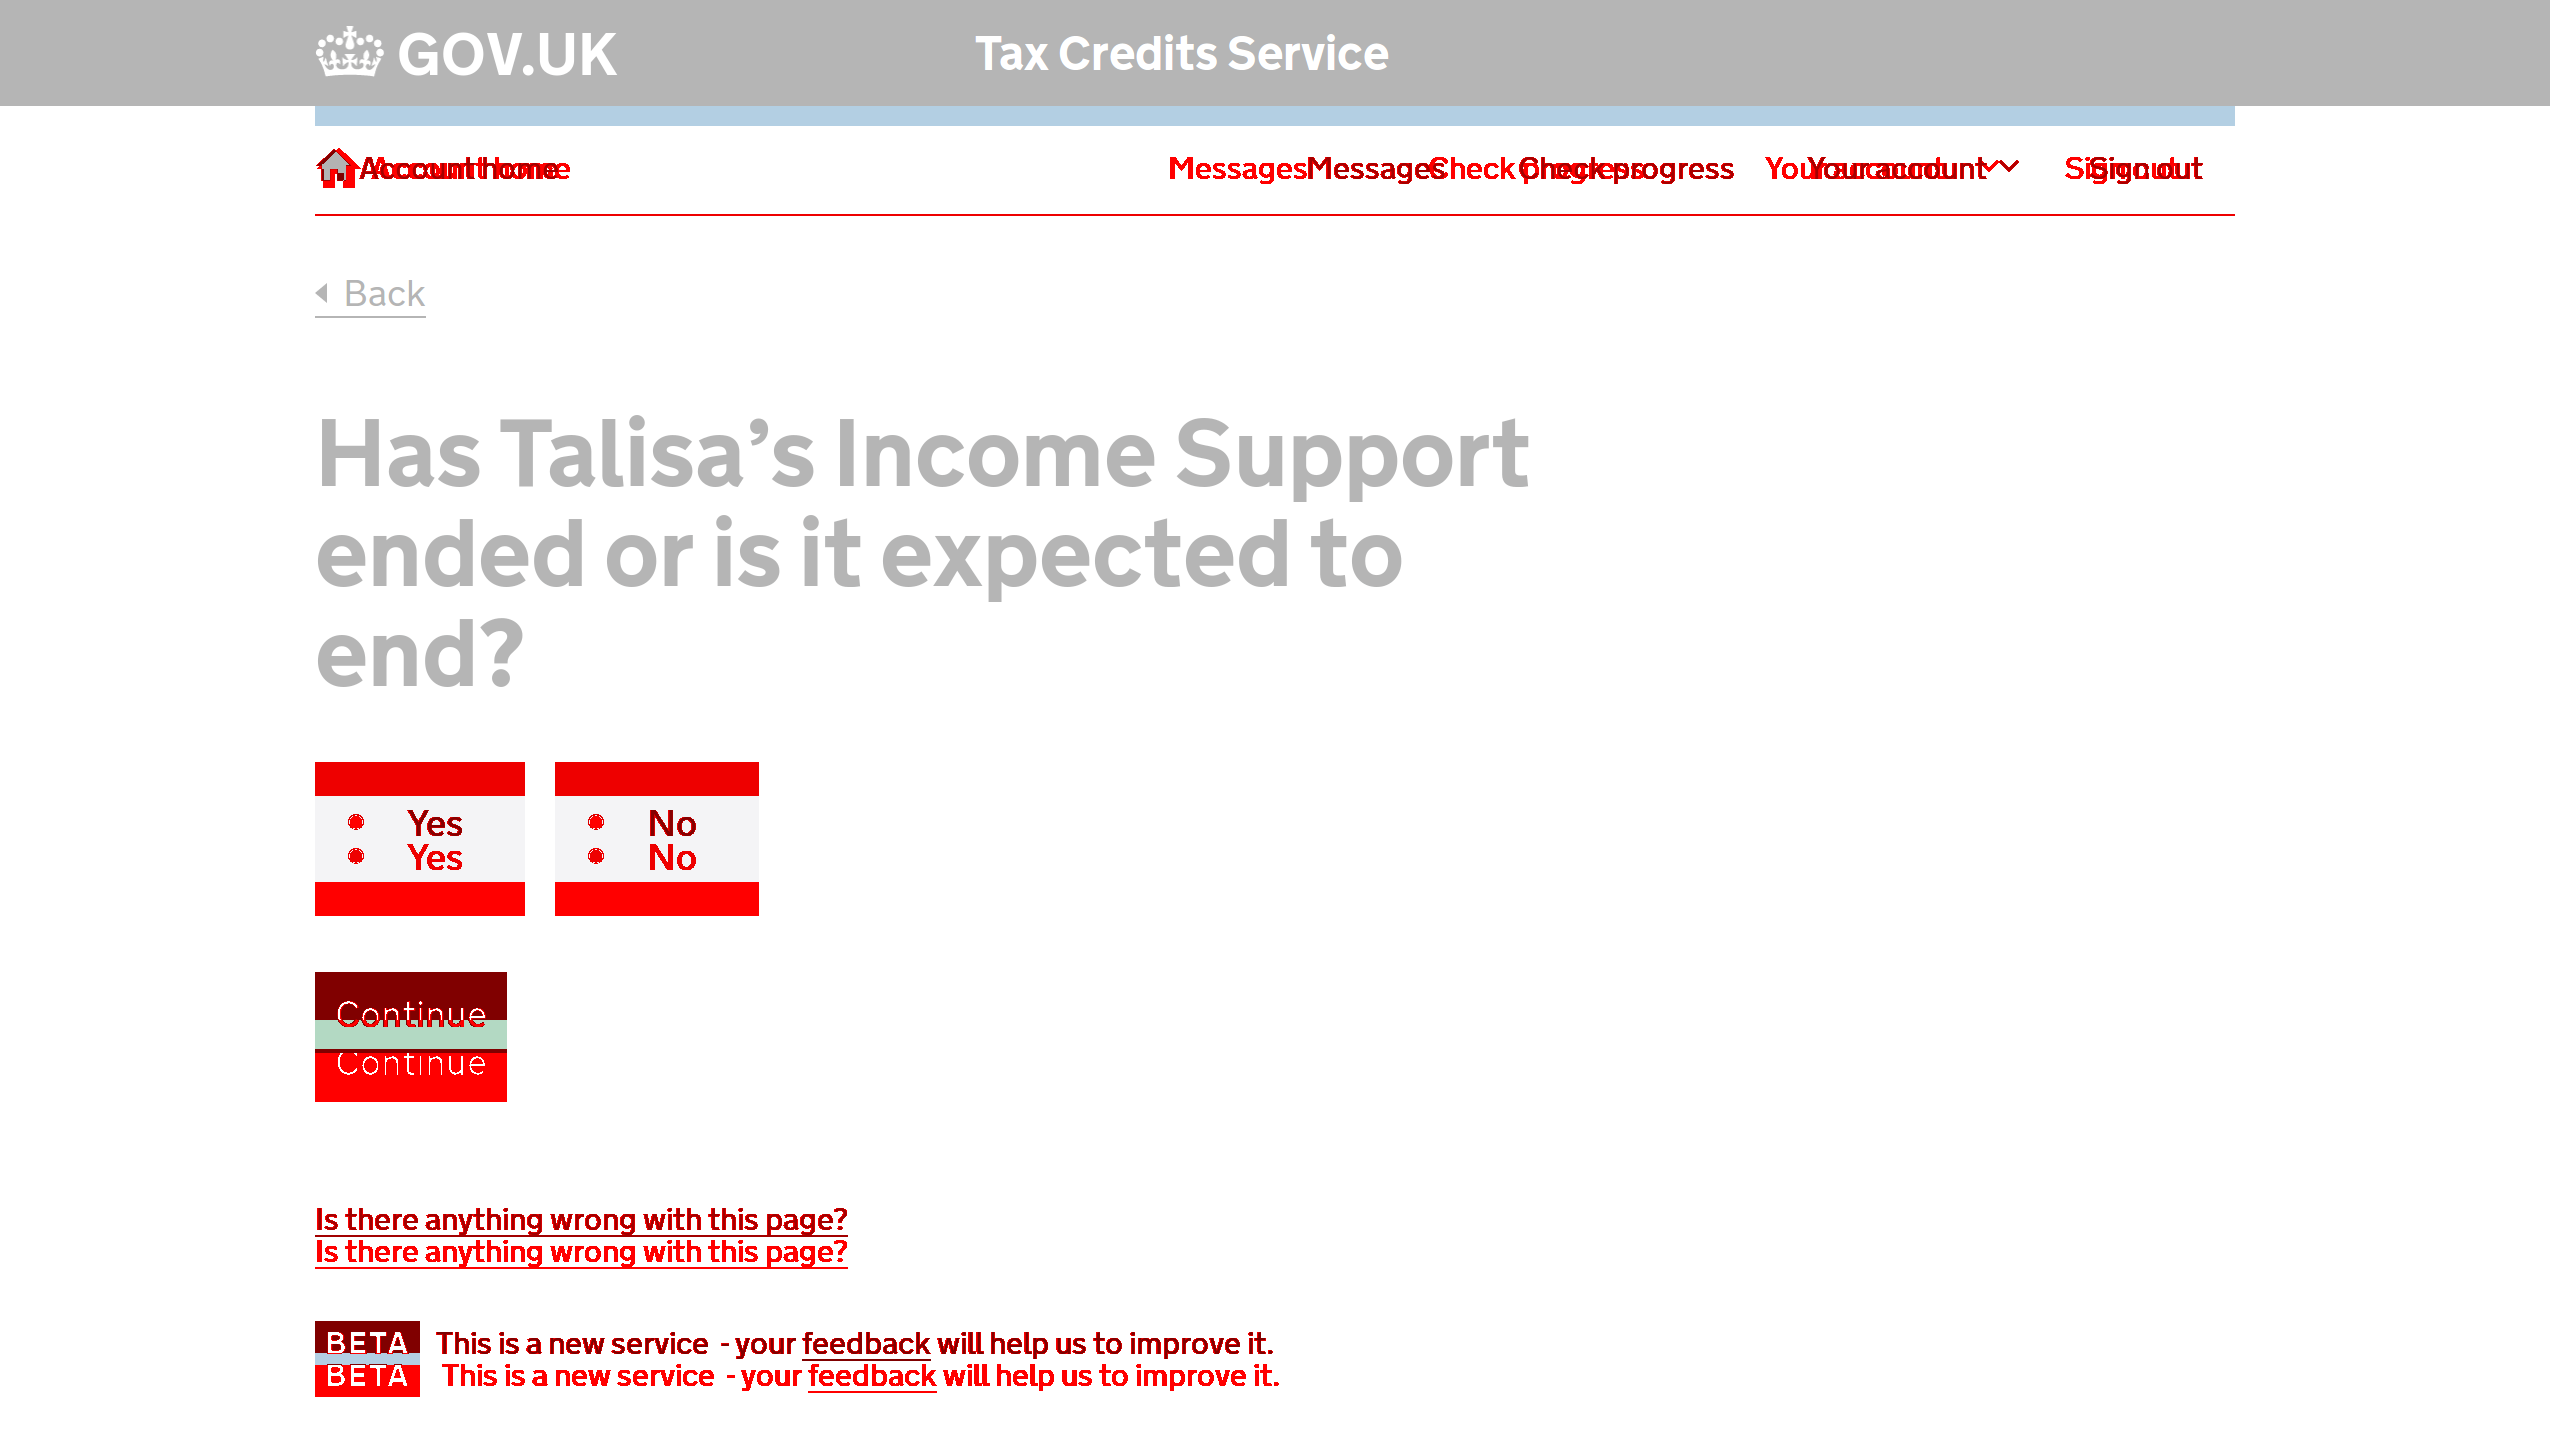 GOV.UK Tax Credits Service
Account home Account home Messages Messages Check progress Check progress Your account Your account Sign out Sign out
Back
Has Talisa’s Income Support
ended or is it expected to
end?
Yes No
Yes No
Continue
Continue
Is there anything wrong with this page?
Is there anything wrong with this page?
BETA This is a new service - your feedback will help us to improve it.
BETA This is a new service - your feedback will help us to improve it.